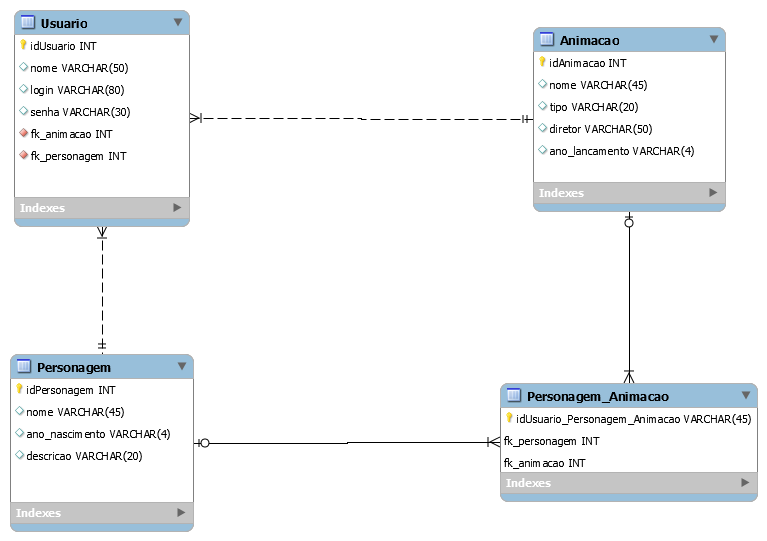 Usuario
idUsuario INT
nome VARCHAR(50)
login VARCHAR(80)
senha VARCHAR(30)
fk_animacao INT
fk_personagem INT
Indexes
Animacao
idAnimacao INT
nome VARCHAR(45)
tipo VARCHAR(20)
diretor VARCHAR(50)
ano_lancamento VARCHAR(4)
Indexes
Personagem
idPersonagem INT
nome VARCHAR(45)
ano_nascimento VARCHAR(4)
descricao VARCHAR(20)
Indexes
Personagem_Animacao
idUsuario_Personagem_Animacao VARCHAR(45)
fk_personagem INT
fk_animacao INT
Indexes